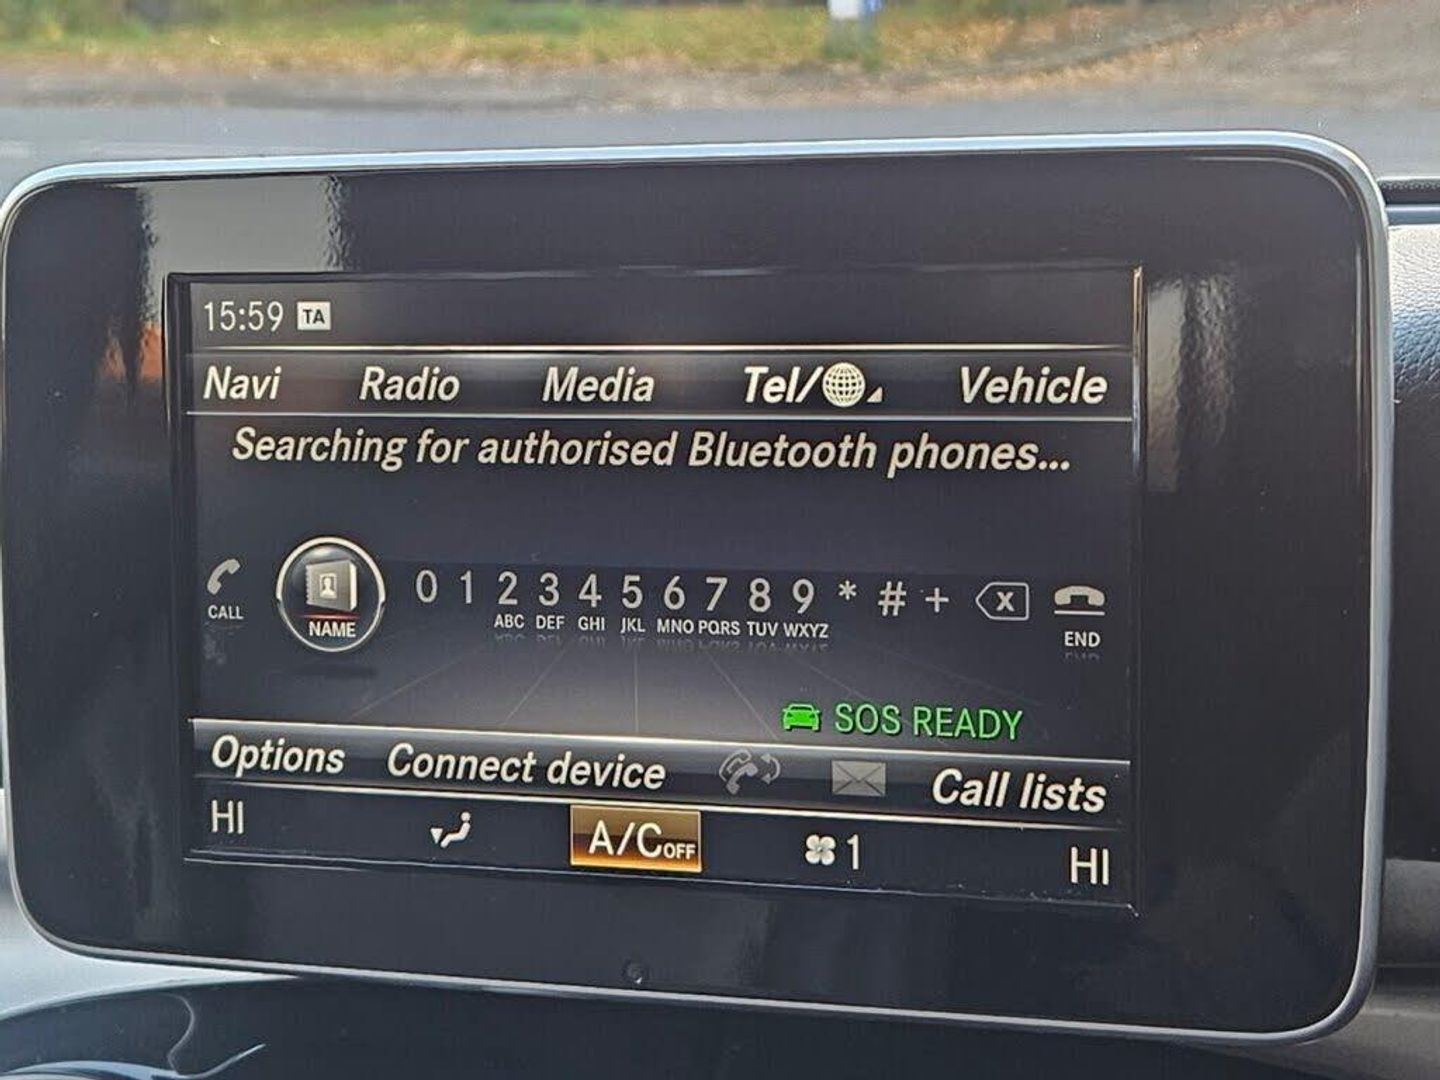 15:59 TA
Navi Radio Media Tel/ Vehicle
Searching for authorised Bluetooth phones...
0 1 2 3 4 5 6 7 8 9 * # + X
CALL NAME ABC DEF GHI JKL MNO PQRS TUV WXYZ END
SOS READY
Options Connect device Call lists
HI A/C OFF 1 HI